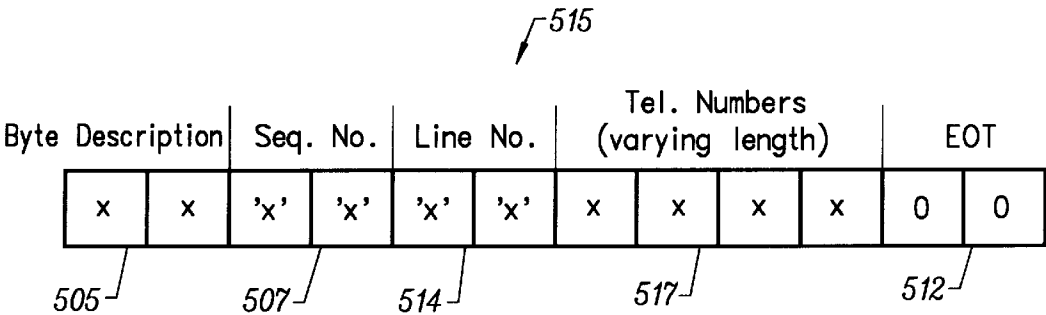 515
Byte Description Seq. No. Line No. Tel. Numbers (varying length) EOT
x x 'x' 'x' 'x' 'x' x x x x 0 0
505 507 514 517 512